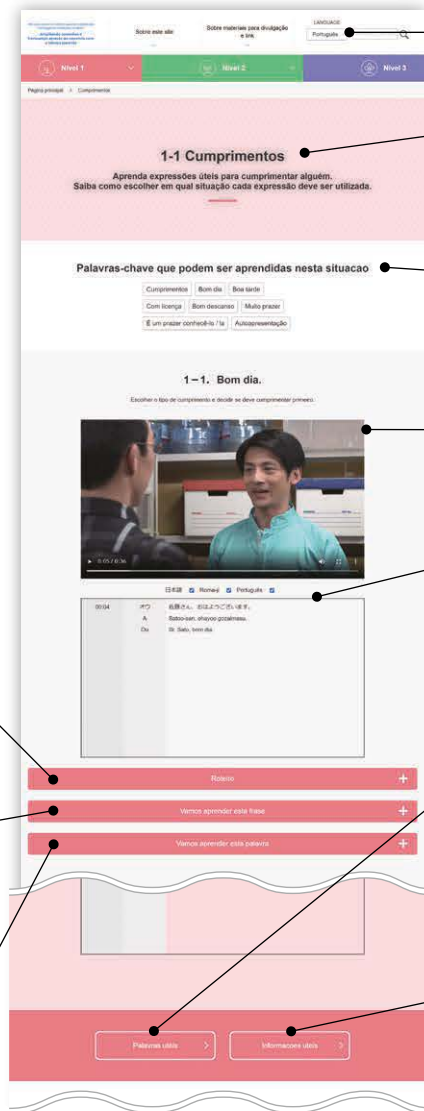 Sobre este site
Sobre materiais para divulgação
e link
LANGUAGE
Português
Nível 1
Nível 2
Nível 3
Página principal > Cumprimentos
1-1 Cumprimentos
Aprenda expressões úteis para cumprimentar alguém.
Saiba como escolher em qual situação cada expressão deve ser utilizada.
Palavras-chave que podem ser aprendidas nesta situacao
Cumprimentos Bom dia Boa tarde
Com licença Bom descanso Muito prazer
É um prazer conhecê-lo / la Autoapresentação
1−1. Bom dia.
Escolher o tipo de cumprimento e decidir se deve cumprimentar primeiro.
0:05 / 0:36
日本語 Roma-ji Português
00:04 オウ 佐藤さん、おはようございます。
Satoo-san, ohayoo gozaimasu.
Sr. Sato, bom dia.
Roteiro
Vamos aprender esta frase
Vamos aprender esta palavra
Palavras utéis
Informacoes uteis